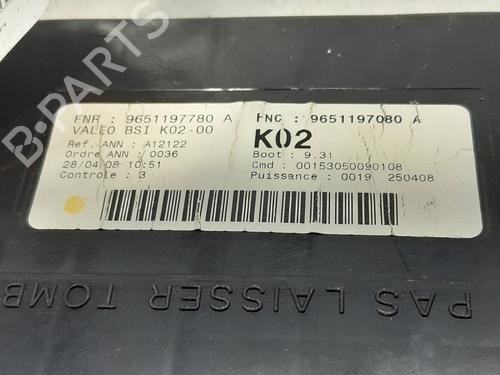 B-PARTS
FNR : 9651197780 A FNC : 9651197080 A
VALEO BSI K02-00 K02
Ref. ANN : A12122 Boot : 9.31
Ordre ANN : 0036 Cmd : 00153050090108
28/04/08 10:51 Puissance : 0019 250408
Controle : 3
PAS LAISSER TOMB